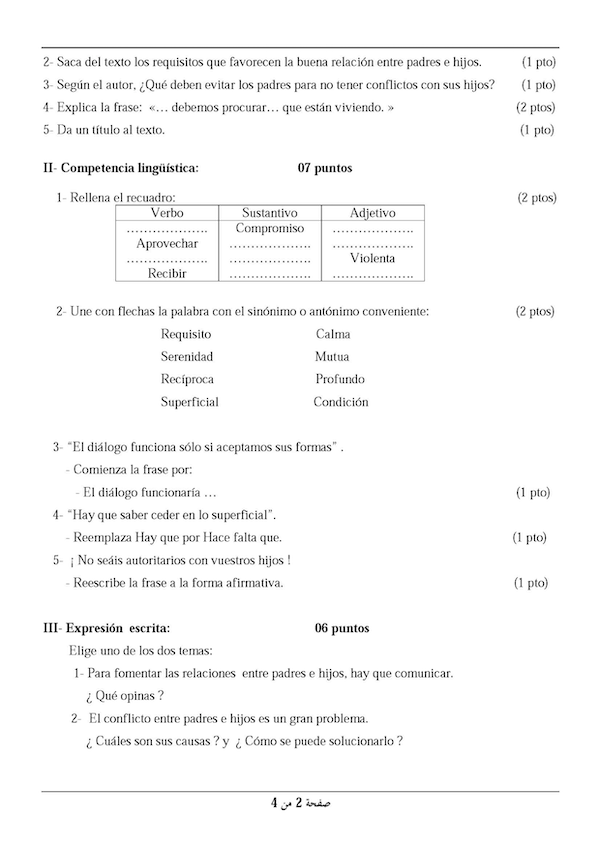 2- Saca del texto los requisitos que favorecen la buena relación entre padres e hijos. (1 pto)
3- Según el autor, ¿Qué deben evitar los padres para no tener conflictos con sus hijos? (1 pto)
4- Explica la frase: «… debemos procurar… que están viviendo. » (2 ptos)
5- Da un título al texto. (1 pto)
II- Competencia lingüística: 07 puntos
1- Rellena el recuadro: (2 ptos)
Verbo Sustantivo Adjetivo
………………. Compromiso ……………….
Aprovechar ………………. ……………….
………………. ………………. Violenta
Recibir ………………. ……………….
2- Une con flechas la palabra con el sinónimo o antónimo conveniente: (2 ptos)
Requisito Calma
Serenidad Mutua
Recíproca Profundo
Superficial Condición
3- “El diálogo funciona sólo si aceptamos sus formas” .
- Comienza la frase por:
- El diálogo funcionaría … (1 pto)
4- “Hay que saber ceder en lo superficial”.
- Reemplaza Hay que por Hace falta que. (1 pto)
5- ¡ No seáis autoritarios con vuestros hijos !
- Reescribe la frase a la forma afirmativa. (1 pto)
III- Expresión escrita: 06 puntos
Elige uno de los dos temas:
1- Para fomentar las relaciones entre padres e hijos, hay que comunicar.
¿ Qué opinas ?
2- El conflicto entre padres e hijos es un gran problema.
¿ Cuáles son sus causas ? y ¿ Cómo se puede solucionarlo ?
صفحة 2 من 4